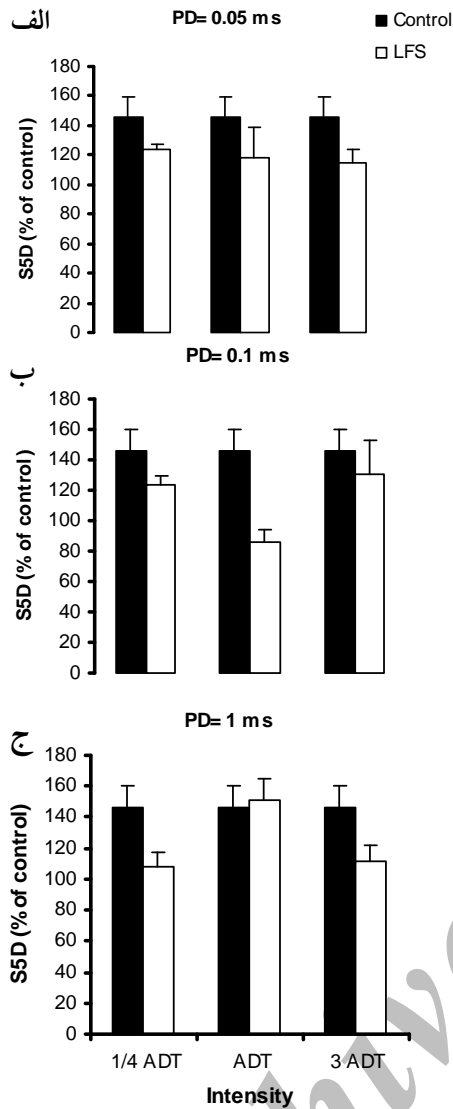 الف
PD= 0.05 ms
Control
LFS
180
160
140
120
100
80
60
40
20
0
S5D (% of control)
ب
PD= 0.1 ms
180
160
140
120
100
80
60
40
20
0
S5D (% of control)
ج
PD= 1 ms
180
160
140
120
100
80
60
40
20
0
S5D (% of control)
1/4 ADT
ADT
3 ADT
Intensity